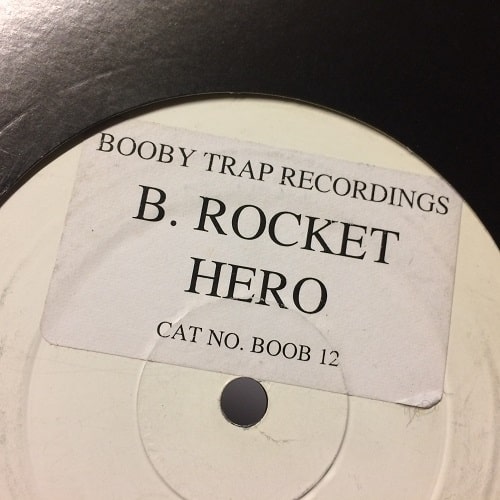 BOOBY TRAP RECORDINGS
B. ROCKET
HERO
CAT NO. BOOB 12